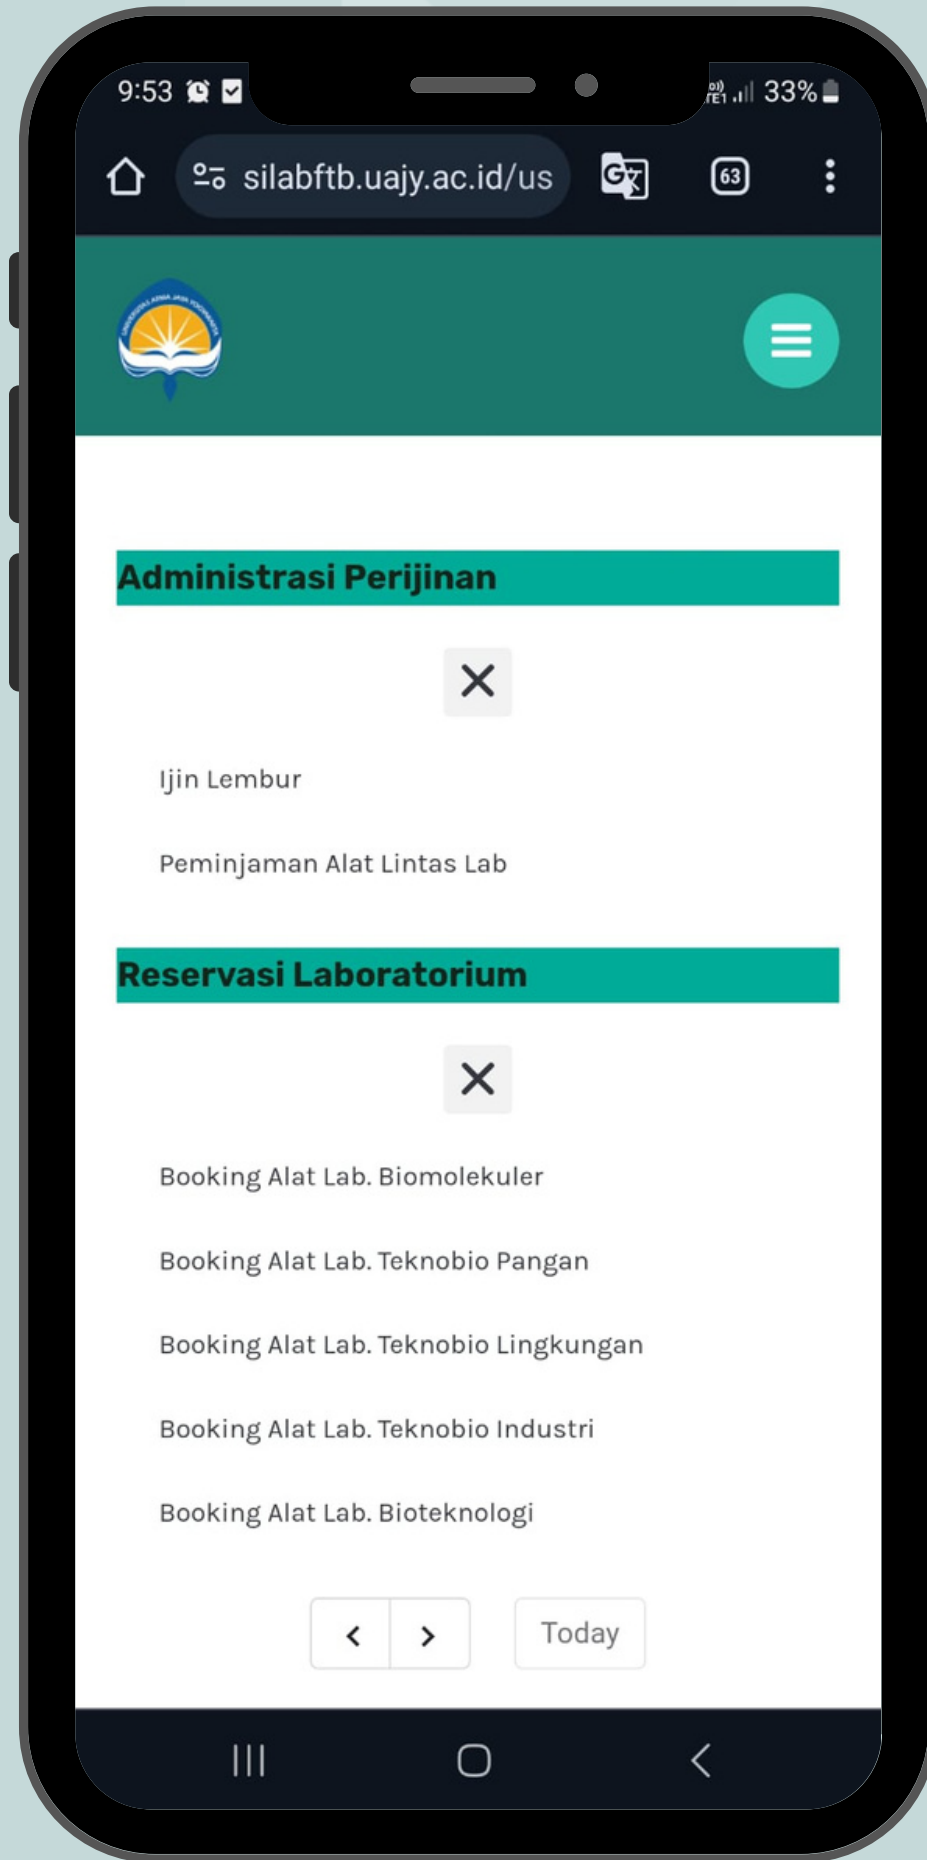 9:53
33%
silabftb.uajy.ac.id/us
63
Administrasi Perijinan
Ijin Lembur
Peminjaman Alat Lintas Lab
Reservasi Laboratorium
Booking Alat Lab. Biomolekuler
Booking Alat Lab. Teknobio Pangan
Booking Alat Lab. Teknobio Lingkungan
Booking Alat Lab. Teknobio Industri
Booking Alat Lab. Bioteknologi
Today